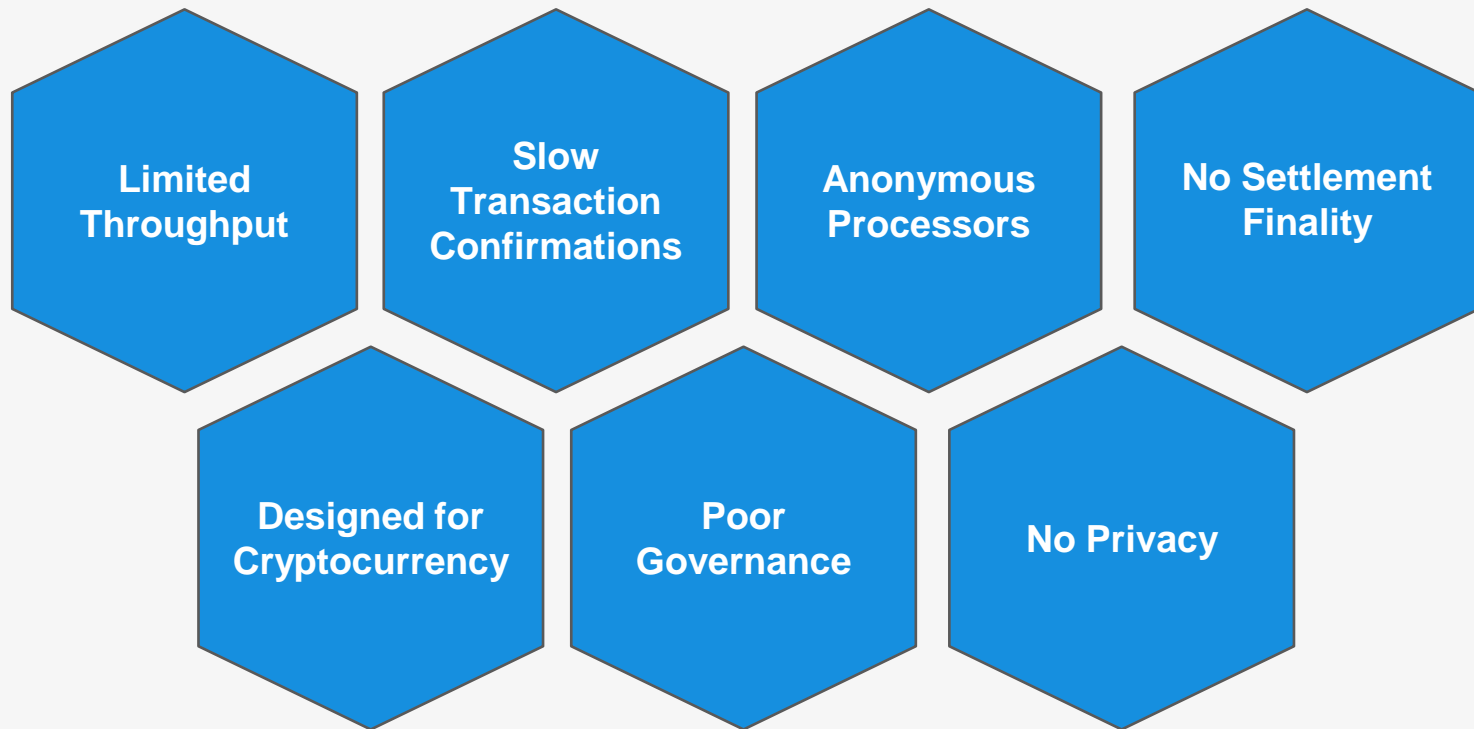 Limited
Throughput
Slow
Transaction
Confirmations
Anonymous
Processors
No Settlement
Finality
Designed for
Cryptocurrency
Poor
Governance
No Privacy